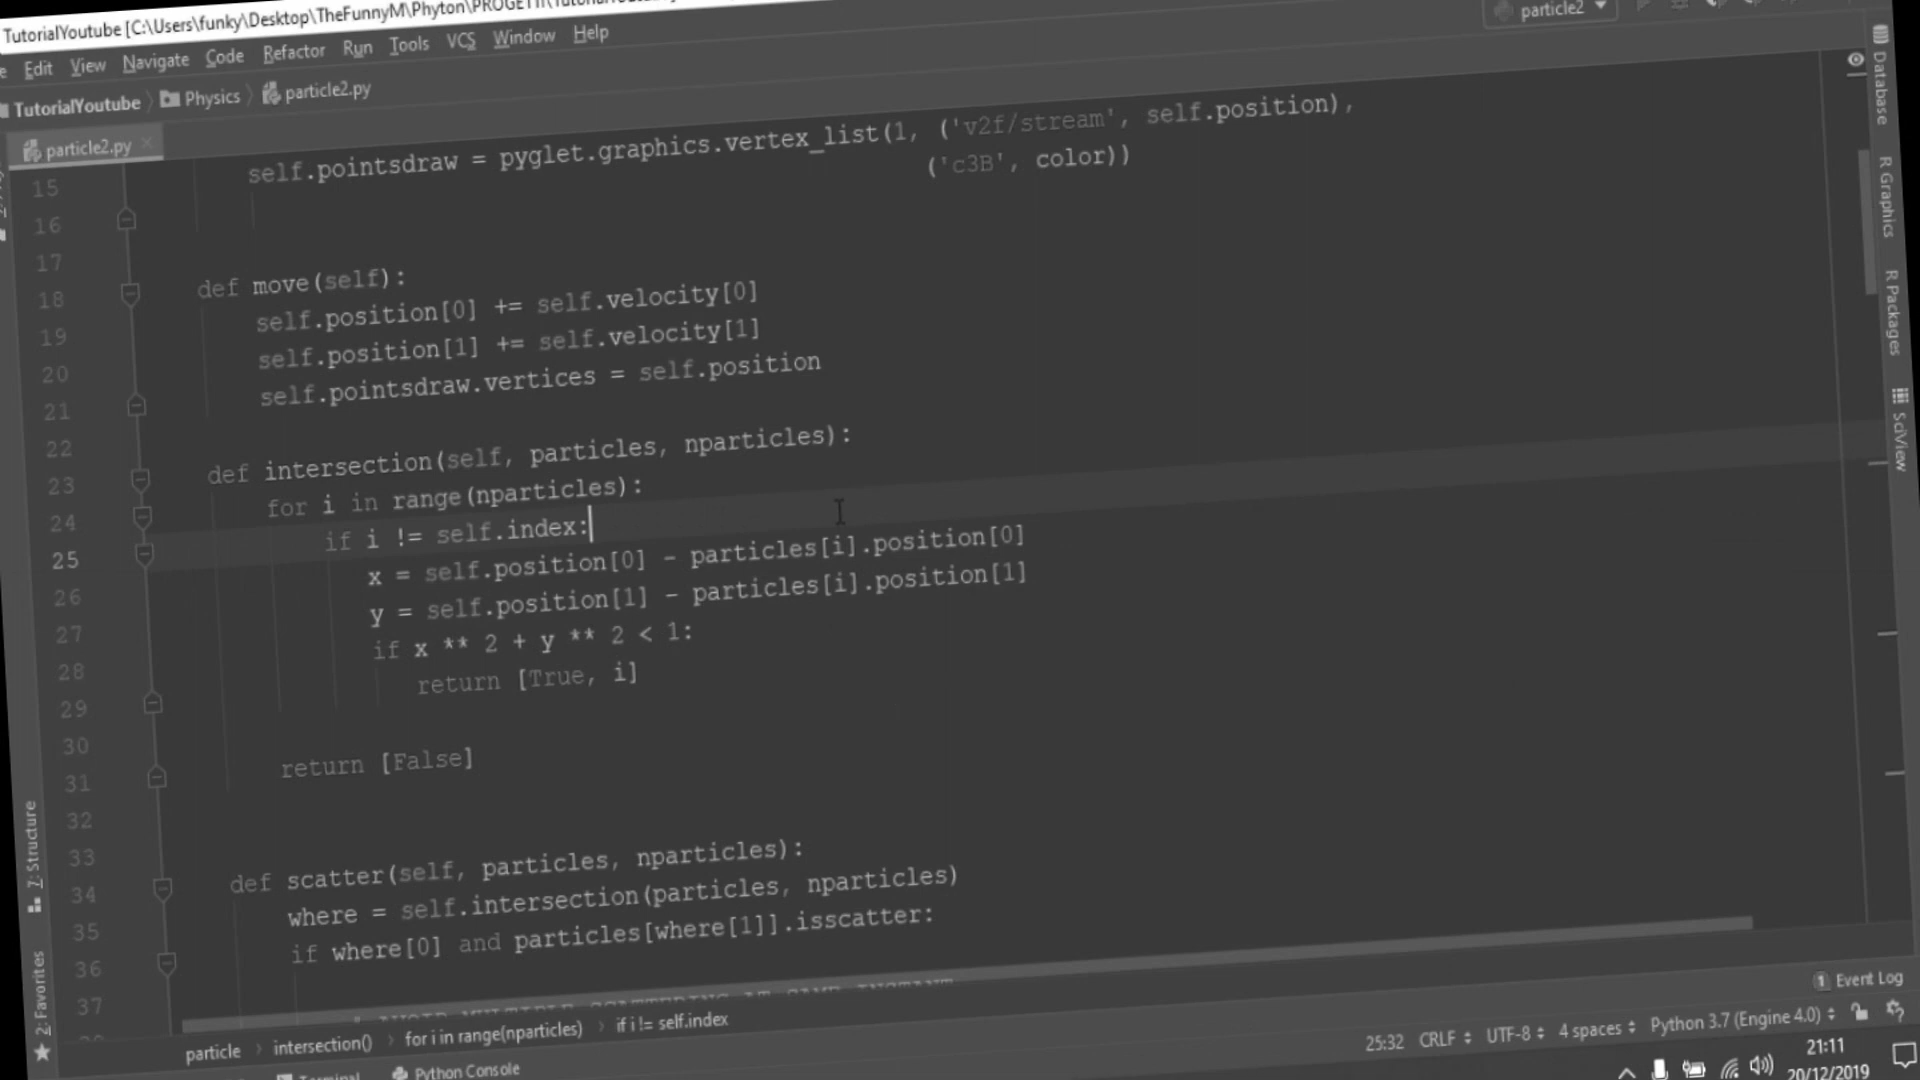 TutorialYoutube [C:\Users\funky\Desktop\TheFunnyM\Phyton\PROGETTI\
Edit View Navigate Code Refactor Run Tools VCS Window Help
particle2
TutorialYoutube Physics particle2.py
particle2.py
15 self.pointsdraw = pyglet.graphics.vertex_list(1, ('v2f/stream', self.position),
16 ('c3B', color))
17
18 def move(self):
19 self.position[0] += self.velocity[0]
20 self.position[1] += self.velocity[1]
21 self.pointsdraw.vertices = self.position
22
23 def intersection(self, particles, nparticles):
24 for i in range(nparticles):
25 if i != self.index:
26 x = self.position[0] - particles[i].position[0]
27 y = self.position[1] - particles[i].position[1]
28 if x ** 2 + y ** 2 < 1:
29 return [True, i]
30
31 return [False]
32
33
34 def scatter(self, particles, nparticles):
35 where = self.intersection(particles, nparticles)
36 if where[0] and particles[where[1]].isscatter:
37
Database
R Graphics
R Packages
SciView
7: Structure
2: Favorites
particle intersection() for i in range(nparticles) if i != self.index
Terminal Python Console
1 Event Log
25:32 CRLF UTF-8 4 spaces Python 3.7 (Engine 4.0)
21:11
20/12/2019